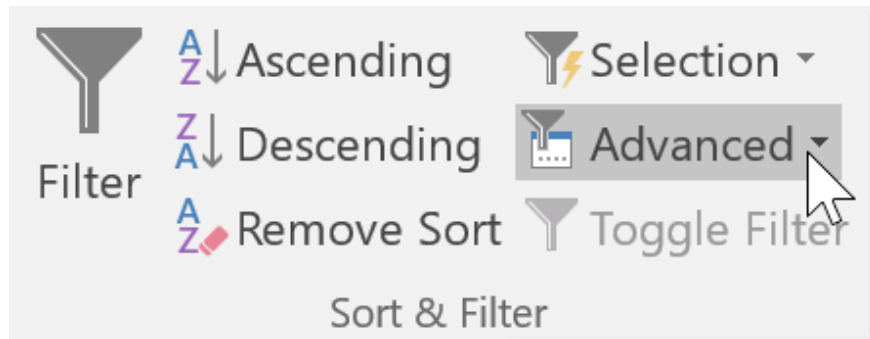 Filter
Ascending
Descending
Remove Sort
Selection
Advanced
Toggle Filter
Sort & Filter